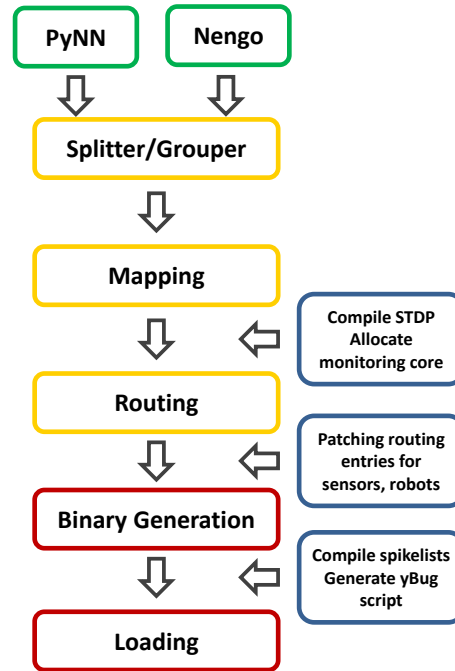 PyNN
Nengo
Splitter/Grouper
Mapping
Compile STDP
Allocate
monitoring core
Routing
Patching routing
entries for
sensors, robots
Binary Generation
Compile spikelists
Generate yBug
script
Loading